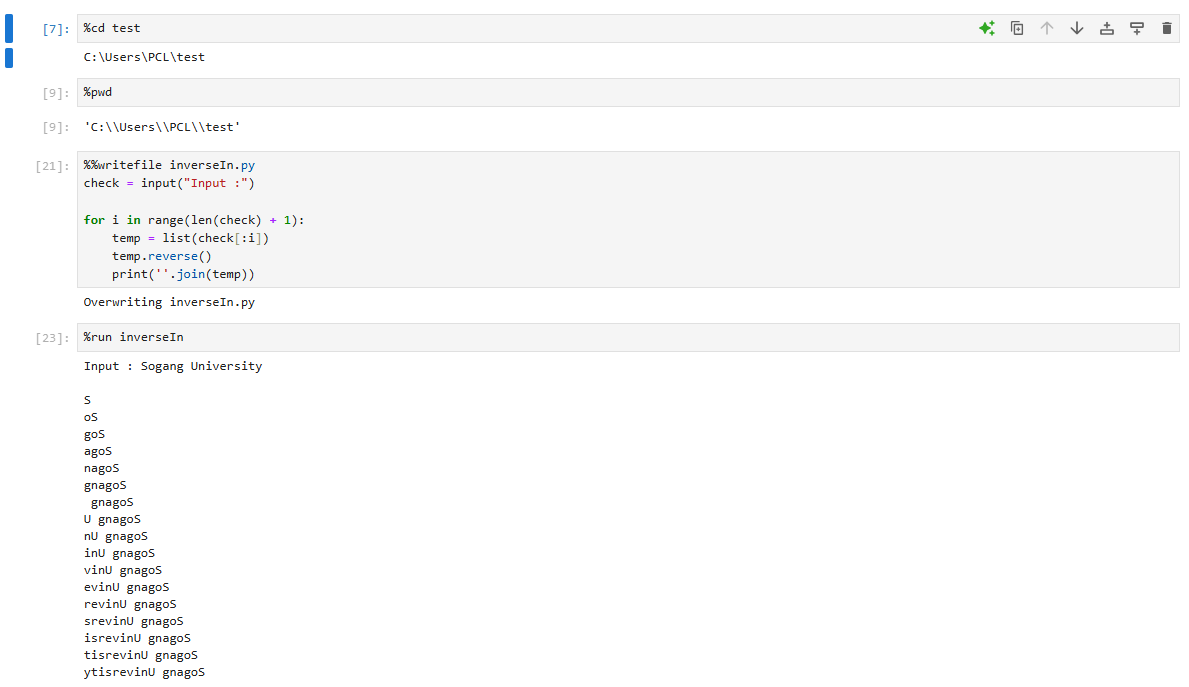 [7]: %cd test
C:\Users\PCL\test
[9]: %pwd
[9]: 'C:\\Users\\PCL\\test'
[21]: %%writefile inverseIn.py
check = input("Input :")
for i in range(len(check) + 1):
    temp = list(check[:i])
    temp.reverse()
    print(''.join(temp))
Overwriting inverseIn.py
[23]: %run inverseIn
Input : Sogang University
S
oS
goS
agoS
nagoS
gnagoS
 gnagoS
U gnagoS
nU gnagoS
inU gnagoS
vinU gnagoS
evinU gnagoS
revinU gnagoS
srevinU gnagoS
isrevinU gnagoS
tisrevinU gnagoS
ytisrevinU gnagoS